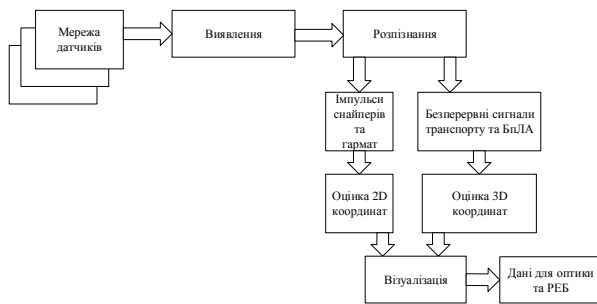 Мережа
датчиків
Виявлення
Розпізнання
Імпульси
снайперів
та
гармат
Безперервні сигнали
транспорту та БпЛА
Оцінка 2D
координат
Оцінка 3D
координат
Візуалізація
Дані для оптики
та РЕБ